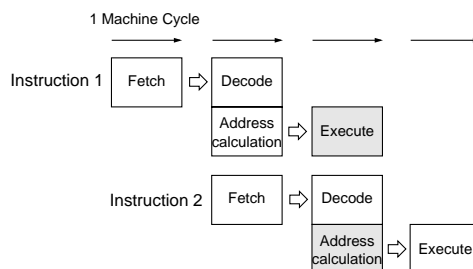 1 Machine Cycle
Instruction 1
Fetch
Decode
Address
calculation
Execute
Instruction 2
Fetch
Decode
Address
calculation
Execute